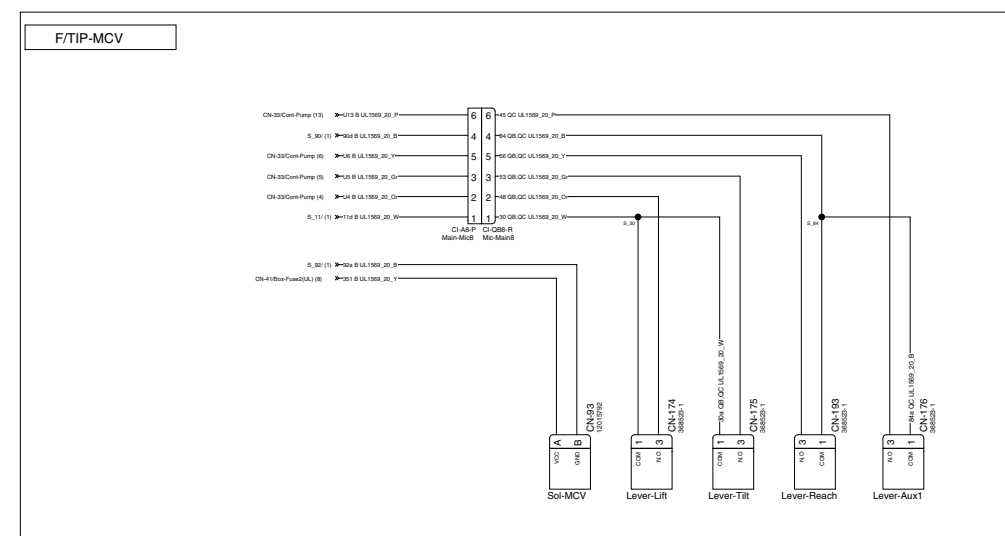 F/TIP-MCV
CN-33/Cont-Pump (13) U13 B UL1569_20_P 6 6 45 QC UL1569_20_P
S_90/ (1) 90d B UL1569_20_B 4 4 84 QB,QC UL1569_20_B
CN-33/Cont-Pump (6) U6 B UL1569_20_Y 5 5 56 QB,QC UL1569_20_Y
CN-33/Cont-Pump (5) U5 B UL1569_20_Gr 3 3 53 QB,QC UL1569_20_Gr
CN-33/Cont-Pump (4) U4 B UL1569_20_Or 2 2 48 QB,QC UL1569_20_Or
S_11/ (1) 11d B UL1569_20_W 1 1 30 QB,QC UL1569_20_W
S_30 S_84
CI-A8-P CI-QB8-R
Main-Mic8 Mic-Main8
S_92/ (1) 92a B UL1569_20_B
CN-41/Box-Fuse2(UL) (8) 351 B UL1569_20_Y
30a QB,QC UL1569_20_W
84a QC UL1569_20_B
A B CN-93 12015792
VCC GND
Sol-MCV
1 3 CN-174 368523-1
COM N.O
Lever-Lift
1 3 CN-175 368523-1
COM N.O
Lever-Tilt
3 1 CN-193 368523-1
N.O COM
Lever-Reach
3 1 CN-176 368523-1
N.O COM
Lever-Aux1